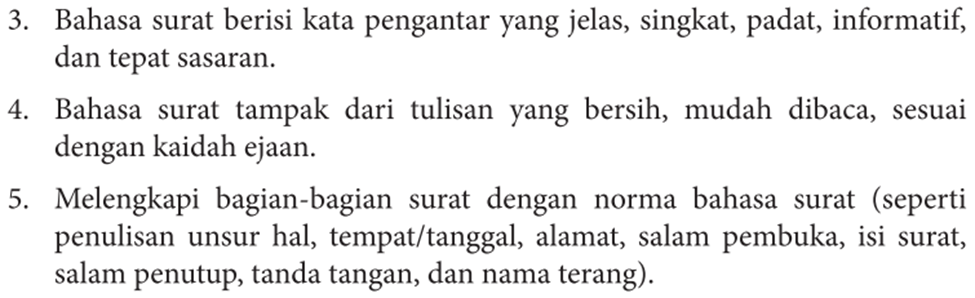 3. Bahasa surat berisi kata pengantar yang jelas, singkat, padat, informatif,
dan tepat sasaran.
4. Bahasa surat tampak dari tulisan yang bersih, mudah dibaca, sesuai
dengan kaidah ejaan.
5. Melengkapi bagian-bagian surat dengan norma bahasa surat (seperti
penulisan unsur hal, tempat/tanggal, alamat, salam pembuka, isi surat,
salam penutup, tanda tangan, dan nama terang).